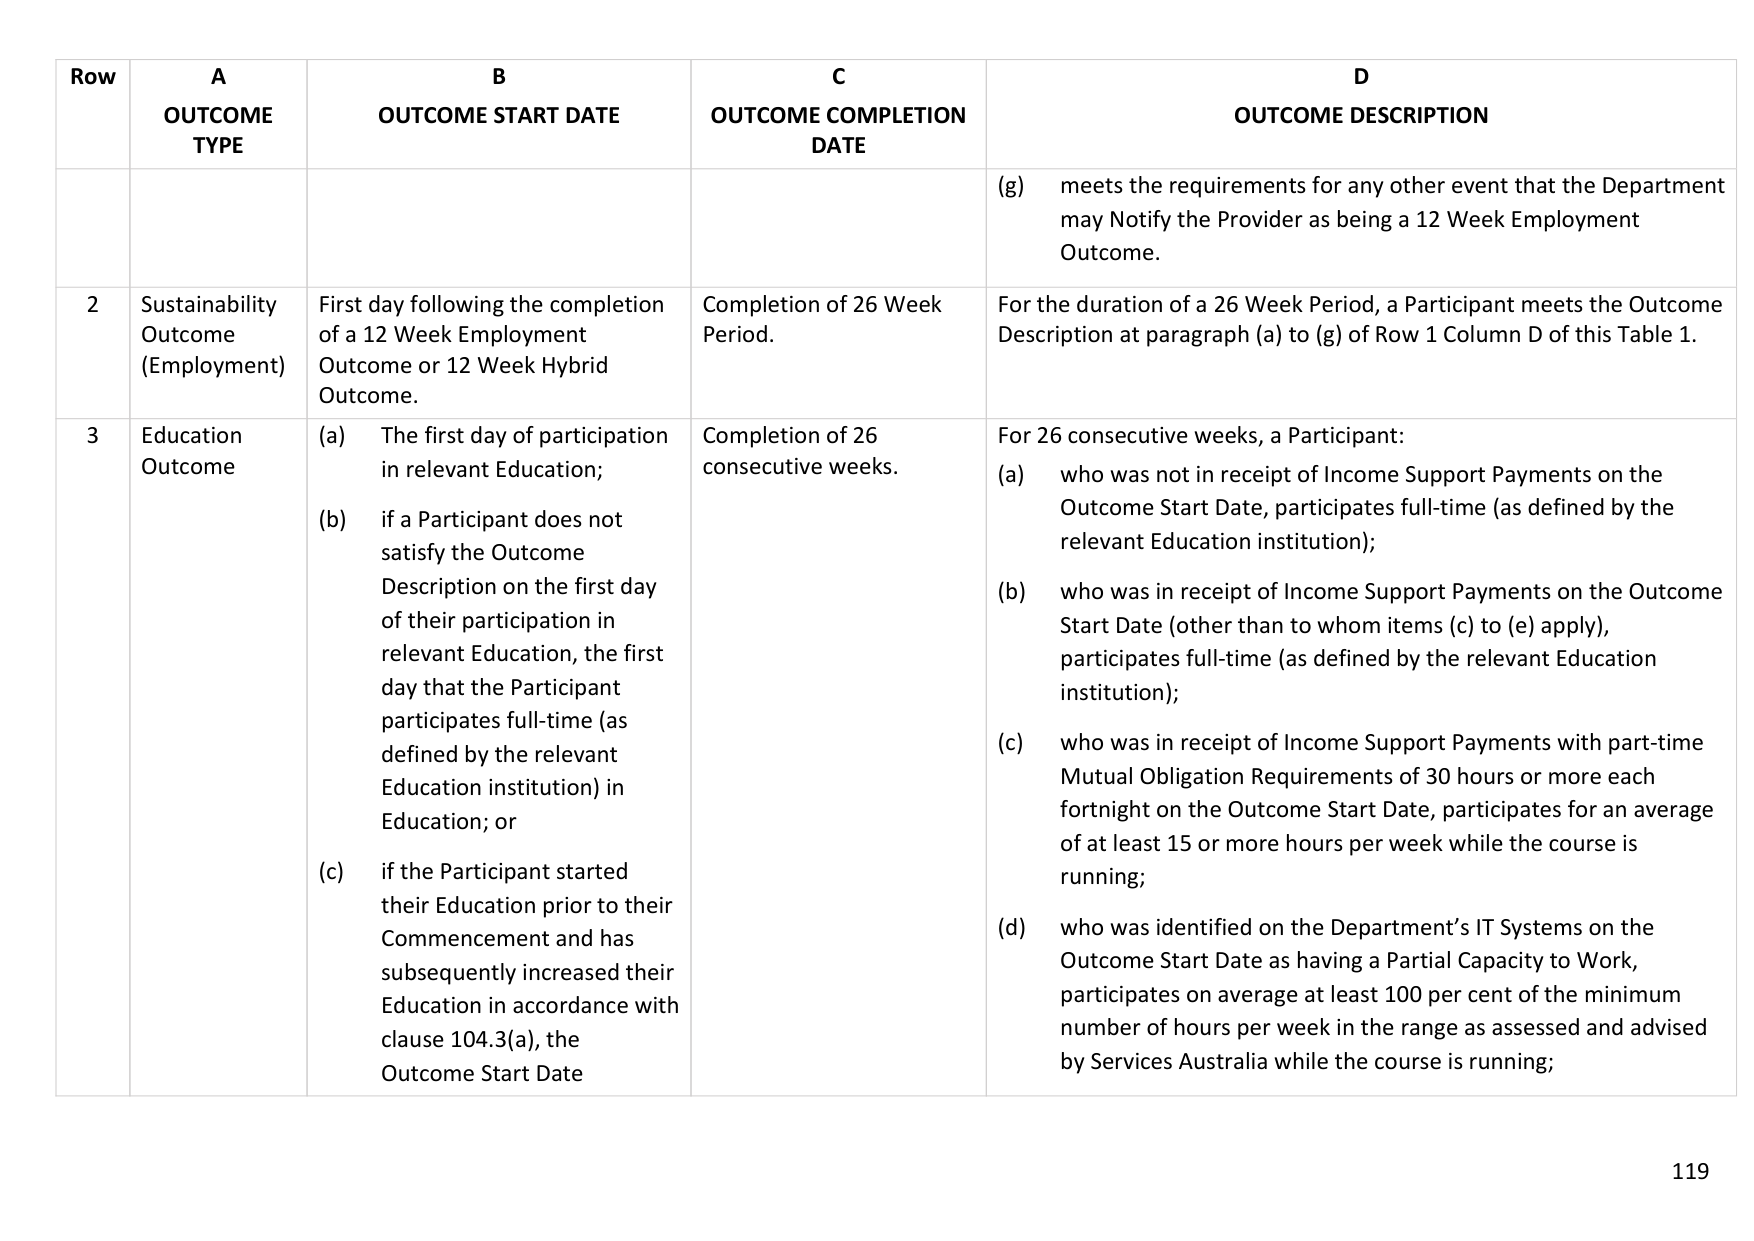 Row
A
OUTCOME
TYPE
B
OUTCOME START DATE
C
OUTCOME COMPLETION
DATE
D
OUTCOME DESCRIPTION
(g) meets the requirements for any other event that the Department
may Notify the Provider as being a 12 Week Employment
Outcome.
2
Sustainability
Outcome
(Employment)
First day following the completion
of a 12 Week Employment
Outcome or 12 Week Hybrid
Outcome.
Completion of 26 Week
Period.
For the duration of a 26 Week Period, a Participant meets the Outcome
Description at paragraph (a) to (g) of Row 1 Column D of this Table 1.
3
Education
Outcome
(a) The first day of participation
in relevant Education;
(b) if a Participant does not
satisfy the Outcome
Description on the first day
of their participation in
relevant Education, the first
day that the Participant
participates full-time (as
defined by the relevant
Education institution) in
Education; or
(c) if the Participant started
their Education prior to their
Commencement and has
subsequently increased their
Education in accordance with
clause 104.3(a), the
Outcome Start Date
Completion of 26
consecutive weeks.
For 26 consecutive weeks, a Participant:
(a) who was not in receipt of Income Support Payments on the
Outcome Start Date, participates full-time (as defined by the
relevant Education institution);
(b) who was in receipt of Income Support Payments on the Outcome
Start Date (other than to whom items (c) to (e) apply),
participates full-time (as defined by the relevant Education
institution);
(c) who was in receipt of Income Support Payments with part-time
Mutual Obligation Requirements of 30 hours or more each
fortnight on the Outcome Start Date, participates for an average
of at least 15 or more hours per week while the course is
running;
(d) who was identified on the Department’s IT Systems on the
Outcome Start Date as having a Partial Capacity to Work,
participates on average at least 100 per cent of the minimum
number of hours per week in the range as assessed and advised
by Services Australia while the course is running;
119